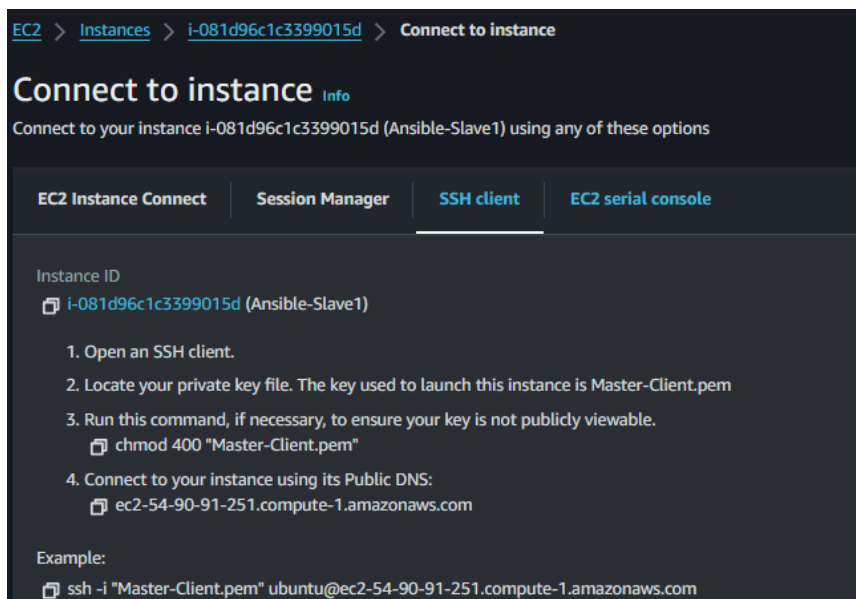 EC2 > Instances > i-081d96c1c3399015d > Connect to instance
Connect to instance Info
Connect to your instance i-081d96c1c3399015d (Ansible-Slave1) using any of these options
EC2 Instance Connect Session Manager SSH client EC2 serial console
Instance ID
i-081d96c1c3399015d (Ansible-Slave1)
1. Open an SSH client.
2. Locate your private key file. The key used to launch this instance is Master-Client.pem
3. Run this command, if necessary, to ensure your key is not publicly viewable.
chmod 400 "Master-Client.pem"
4. Connect to your instance using its Public DNS:
ec2-54-90-91-251.compute-1.amazonaws.com
Example:
ssh -i "Master-Client.pem" ubuntu@ec2-54-90-91-251.compute-1.amazonaws.com